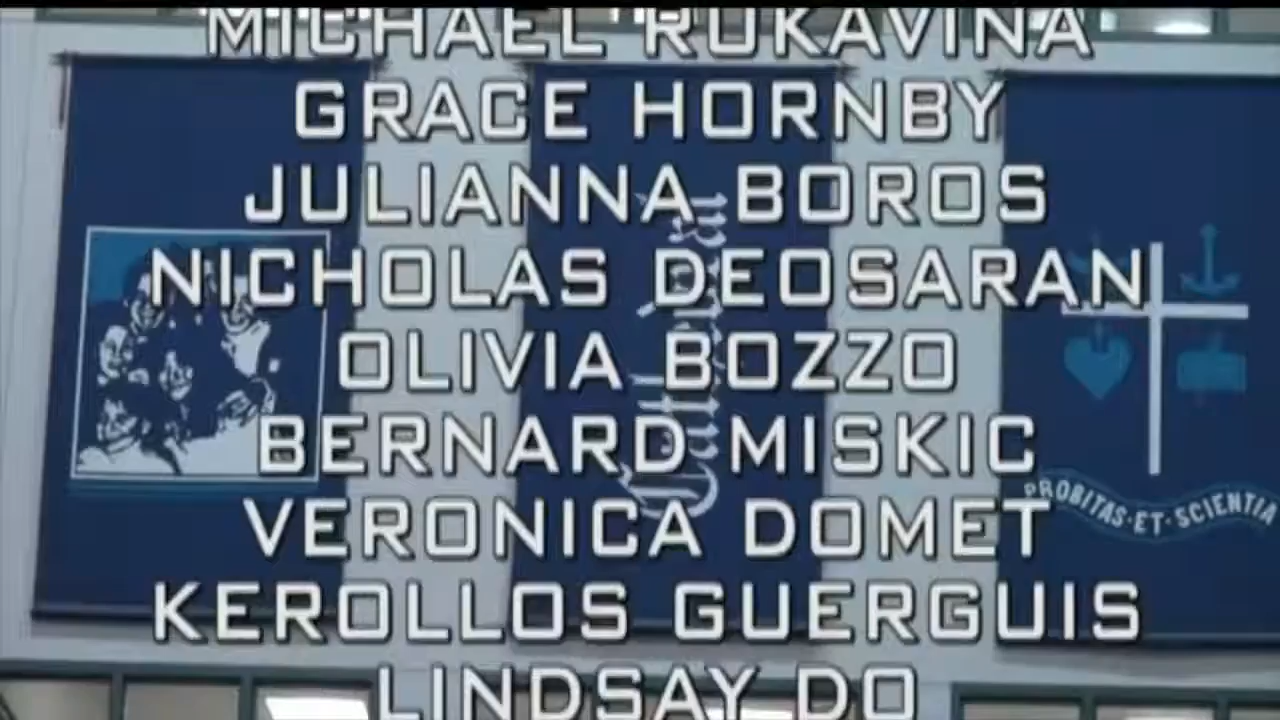 MICHAEL RUKAVINA
GRACE HORNBY
JULIANNA BOROS
NICHOLAS DEOSARAN
OLIVIA BOZZO
BERNARD MISKIC
VERONICA DOMET
KEROLLOS GUERGUIS
LINDSAY DO
PROBITAS·ET·SCIENTIA